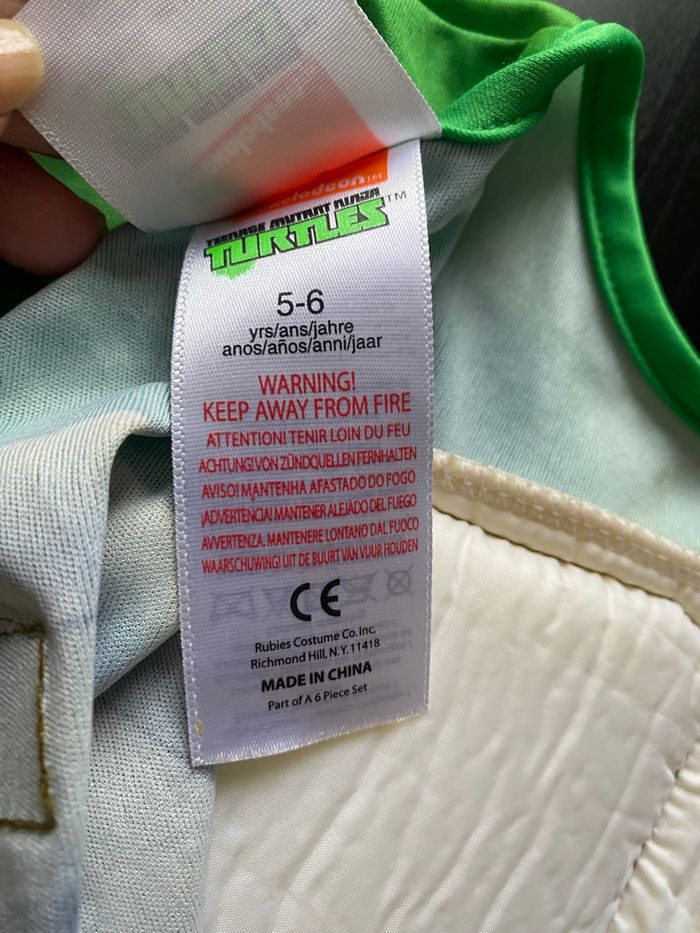 nickelodeon™
TEENAGE MUTANT NINJA
TURTLES™
5-6
yrs/ans/jahre
anos/años/anni/jaar
WARNING!
KEEP AWAY FROM FIRE
ATTENTION! TENIR LOIN DU FEU
ACHTUNG!VON ZÜNDQUELLEN FERNHALTEN
AVISO! MANTENHA AFASTADO DO FOGO
¡ADVERTENCIA! MANTENER ALEJADO DEL FUEGO
AVVERTENZA. MANTENERE LONTANO DAL FUOCO
WAARSCHUWING! UIT DE BUURT VAN VUUR HOUDEN
CE
Rubies Costume Co. Inc,
Richmond Hill, N.Y. 11418
MADE IN CHINA
Part of A 6 Piece Set